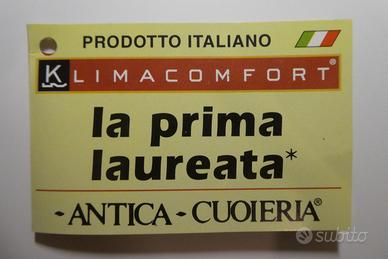 PRODOTTO ITALIANO
KLIMACOMFORT®
la prima
laureata*
-ANTICA-CUOIERIA®
subito